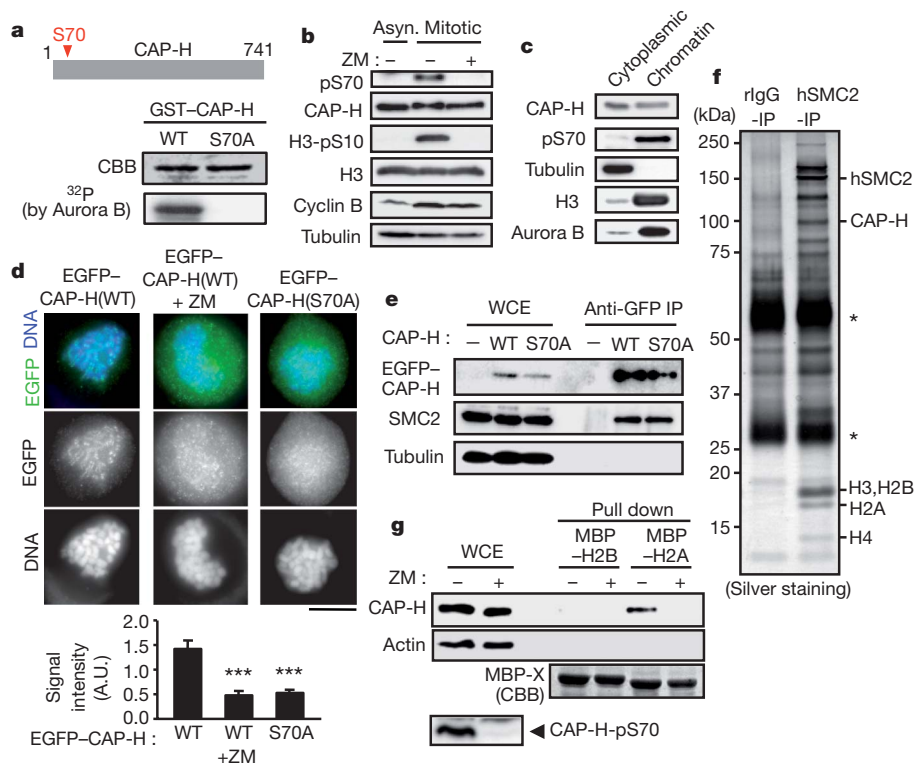 a
S70
1 CAP-H 741
GST–CAP-H
WT S70A
CBB
32P
(by Aurora B)
b
Asyn. Mitotic
ZM : – – +
pS70
CAP-H
H3-pS10
H3
Cyclin B
Tubulin
c
Cytoplasmic
Chromatin
CAP-H
pS70
Tubulin
H3
Aurora B
d
EGFP–
CAP-H(WT)
EGFP–
CAP-H(WT)
+ ZM
EGFP–
CAP-H(S70A)
EGFP DNA
EGFP
DNA
Signal
intensity
(A.U.)
2.0
1.5
1.0
0.5
0.0
*** ***
EGFP–CAP-H : WT WT S70A
+ZM
e
WCE Anti-GFP IP
CAP-H : – WT S70A – WT S70A
EGFP–
CAP-H
SMC2
Tubulin
f
rIgG hSMC2
(kDa) -IP -IP
250
150
100
75
50
37
25
20
15
hSMC2
CAP-H
*
*
H3,H2B
H2A
H4
(Silver staining)
g
Pull down
WCE
MBP
–H2B
MBP
–H2A
ZM : – + – + – +
CAP-H
Actin
MBP-X
(CBB)
CAP-H-pS70